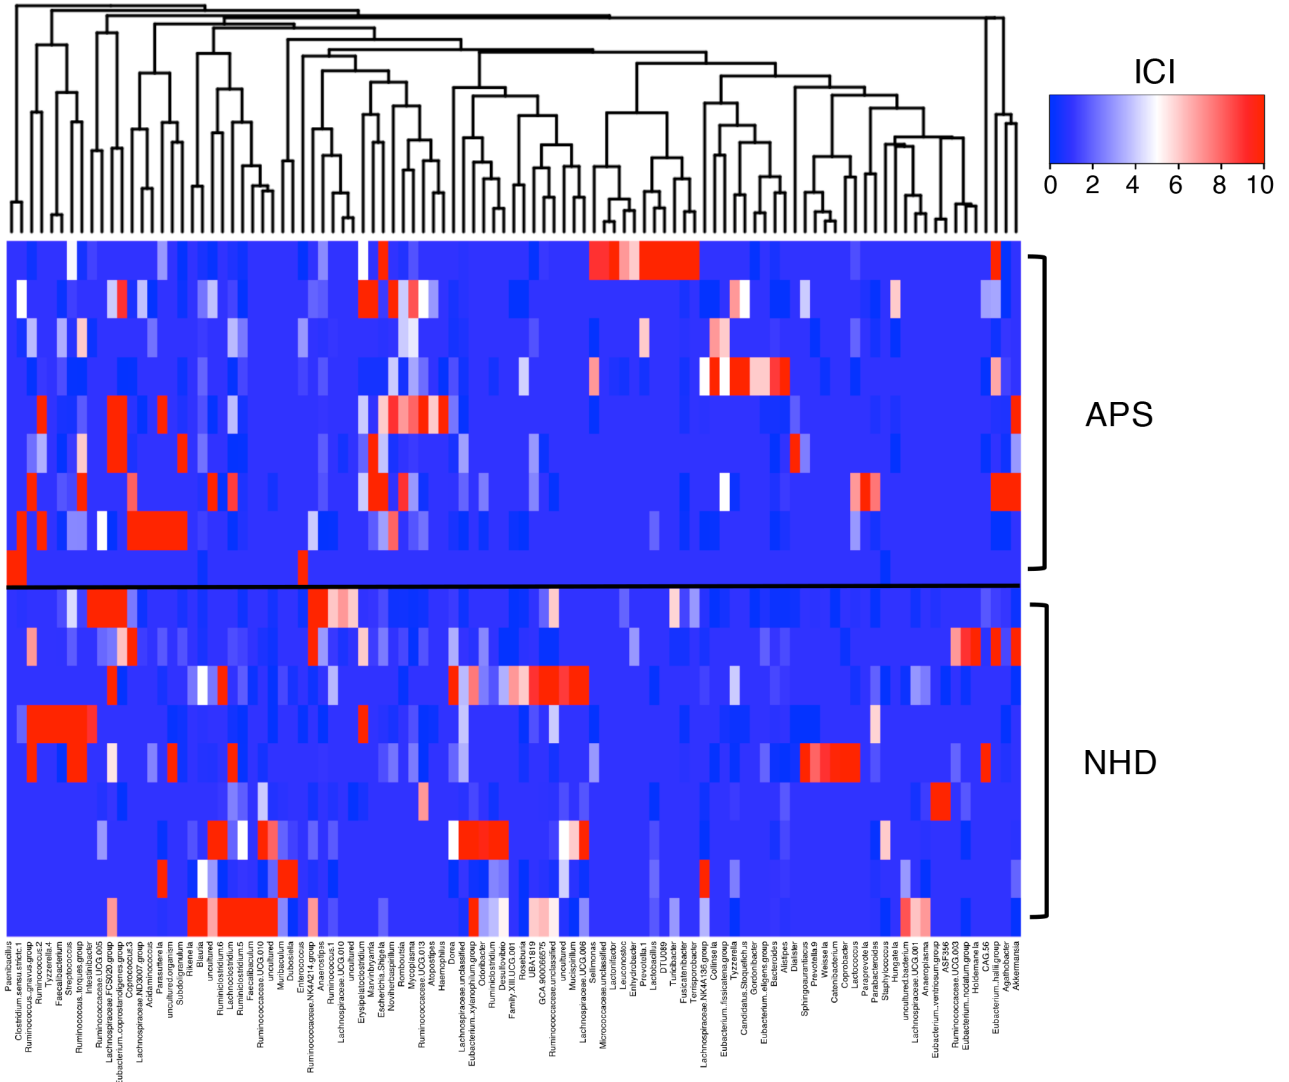 ICI
0 2 4 6 8 10
APS
NHD
Paenibacillus
Clostridium.sensu.stricto.1
Ruminococcus..gnavus.group
Ruminococcus.2
Tyzzerella.4
Faecalibacterium
Streptococcus
Ruminococcus..torques.group
Intestinibacter
Ruminococcaceae.UCG.005
Lachnospiraceae.FCS020.group
Eubacterium..coprostanoligenes.group
Coprococcus.3
Lachnospiraceae.ND3007.group
Acidaminococcus
Parasutterella
uncultured.organism
Subdoligranulum
Rikenella
Blautia
uncultured
Ruminiclostridium.6
Lachnoclostridium
Ruminiclostridium.5
Faecalibaculum
Ruminococcaceae.UCG.010
uncultured
Muriculum
Dubosiella
Enterococcus
Ruminococcaceae.NK4A214.group
Anaerostipes
Ruminococcus.1
Lachnospiraceae.UCG.010
uncultured
Erysipelatoclostridium
Marvinbryantia
Escherichia.Shigella
Noviherbaspirillum
Romboutsia
Mycoplasma
Ruminococcaceae.UCG.013
Atopostipes
Haemophilus
Dorea
Lachnospiraceae.unclassified
Eubacterium..xylanophilum.group
Odoribacter
Ruminiclostridium
Desulfovibrio
Family.XIII.UCG.001
Roseburia
UBA1819
GCA.900066575
Ruminococcaceae.unclassified
uncultured
Mucispirillum
Lachnospiraceae.UCG.006
Sellimonas
Micrococcaceae.unclassified
Lactonifactor
Leuconostoc
Enhydrobacter
Prevotella.1
Lactobacillus
DTU089
Turicibacter
Fusicatenibacter
Terrisporobacter
Lachnospiraceae.NK4A136.group
Collinsella
Eubacterium..fissicatena.group
Tyzzerella
Candidatus.Stoquefichus
Gordonibacter
Eubacterium..eligens.group
Bacteroides
Alistipes
Dialister
Sphingoaurantiacus
Prevotella.9
Weissella
Catenibacterium
Coprobacter
Lactococcus
Paraprevotella
Parabacteroides
Staphylococcus
Hungatella
uncultured.bacterium
Lachnospiraceae.UCG.001
Anaeroplasma
Eubacterium..ventriosum.group
ASF356
Ruminococcaceae.UCG.003
Eubacterium..nodatum.group
Holdemanella
CAG.56
Eubacterium..hallii.group
Agathobacter
Akkermansia